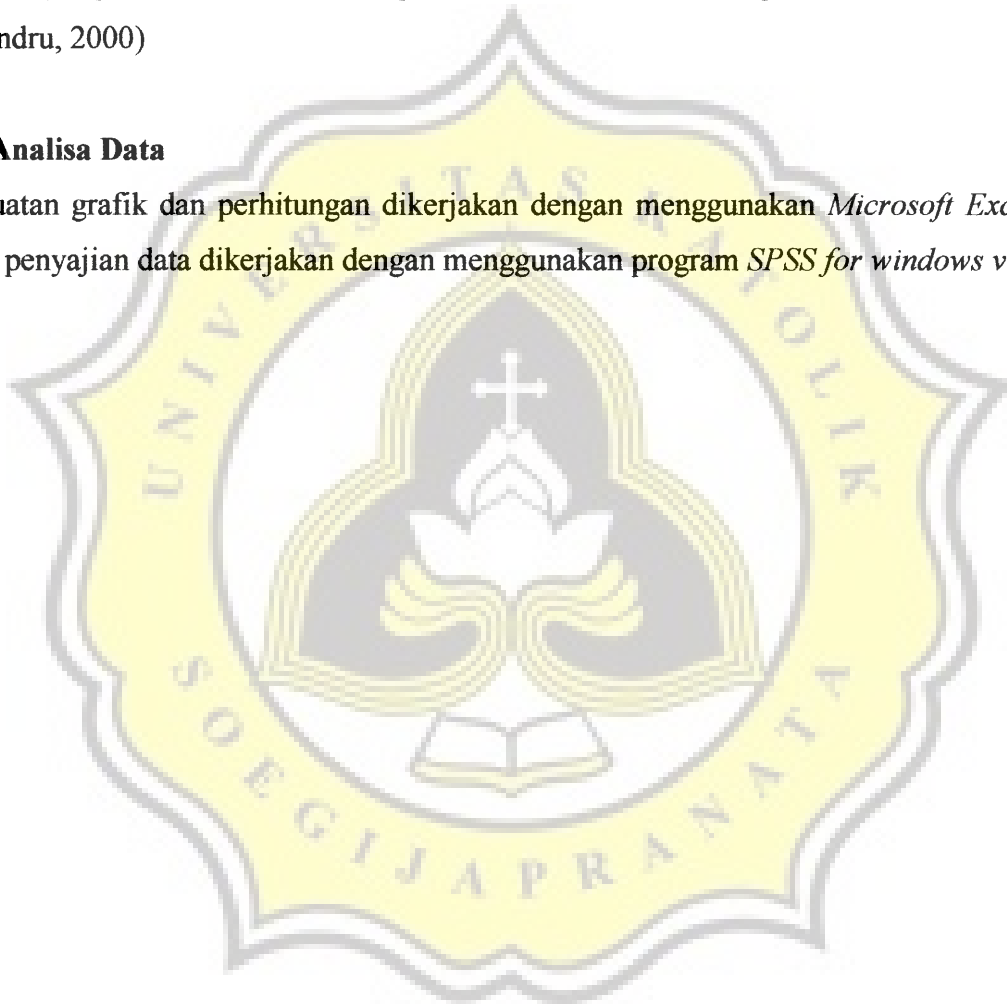 ndru, 2000)
Analisa Data
uatan grafik dan perhitungan dikerjakan dengan menggunakan Microsoft Exc
penyajian data dikerjakan dengan menggunakan program SPSS for windows v
UNIVERSITAS KATOLIK
SOEGIJAPRANATA